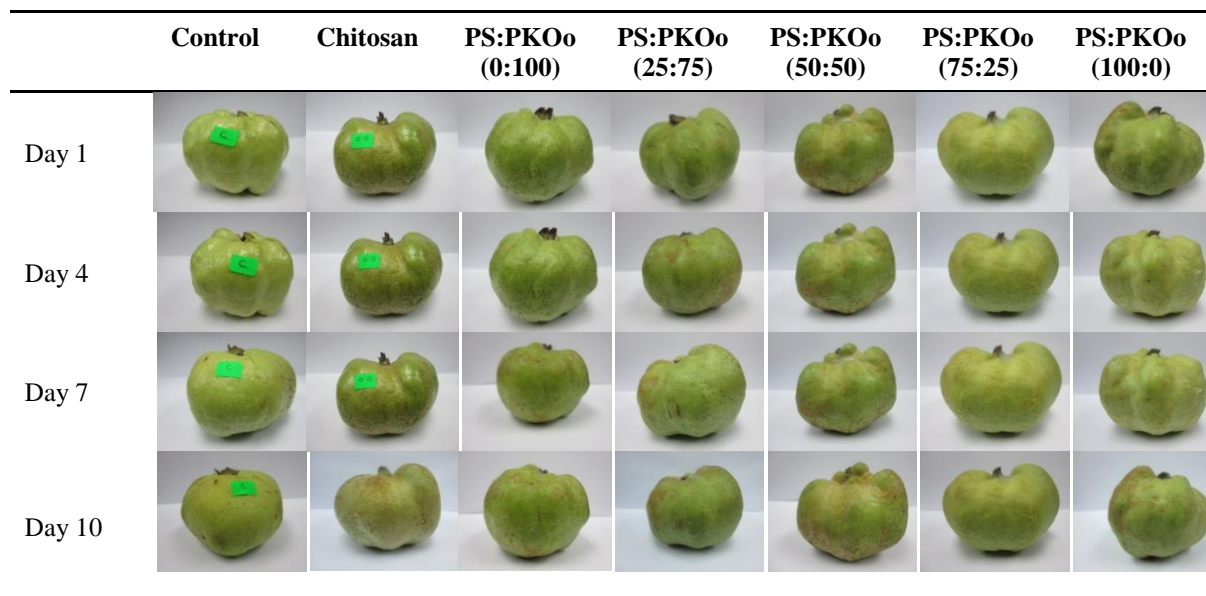 Control Chitosan PS:PKOo PS:PKOo PS:PKOo PS:PKOo PS:PKOo
(0:100) (25:75) (50:50) (75:25) (100:0)
Day 1
C
Day 4
C
Day 7
C
Day 10
C